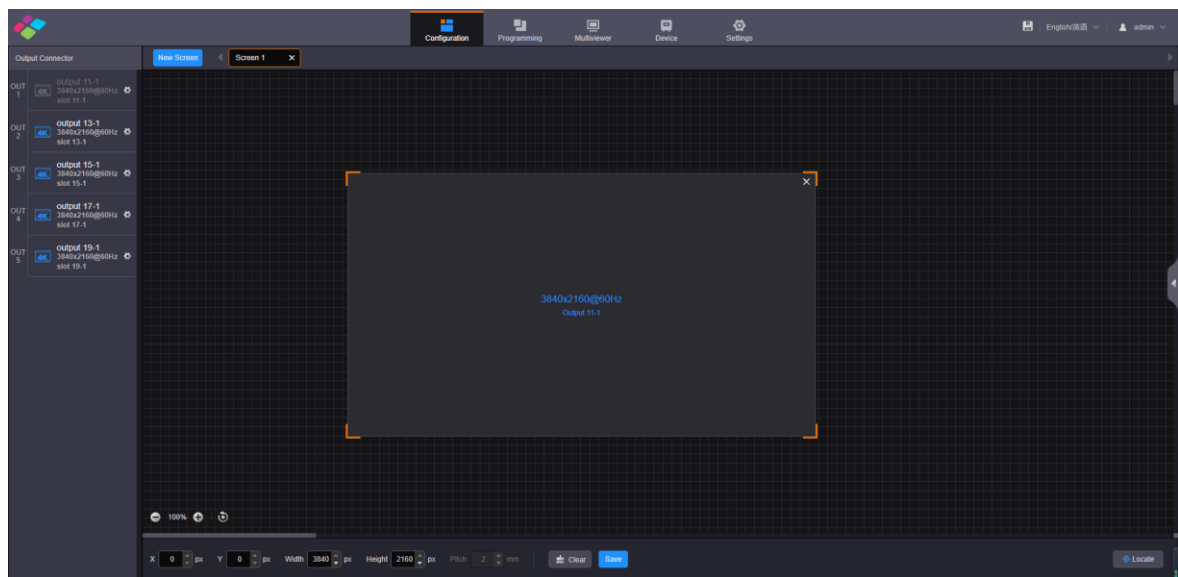 Configuration
Programming
Multiviewer
Device
Settings
English/英语
admin
Output Connector
New Screen
Screen 1
OUT 1
4K
output 11-1
3840x2160@60Hz
slot 11-1
OUT 2
4K
output 13-1
3840x2160@60Hz
slot 13-1
OUT 3
4K
output 15-1
3840x2160@60Hz
slot 15-1
OUT 4
4K
output 17-1
3840x2160@60Hz
slot 17-1
OUT 5
4K
output 19-1
3840x2160@60Hz
slot 19-1
3840x2160@60Hz
Output 11-1
100%
X 0 px Y 0 px Width 3840 px Height 2160 px Pitch 2 mm Clear Save Locate